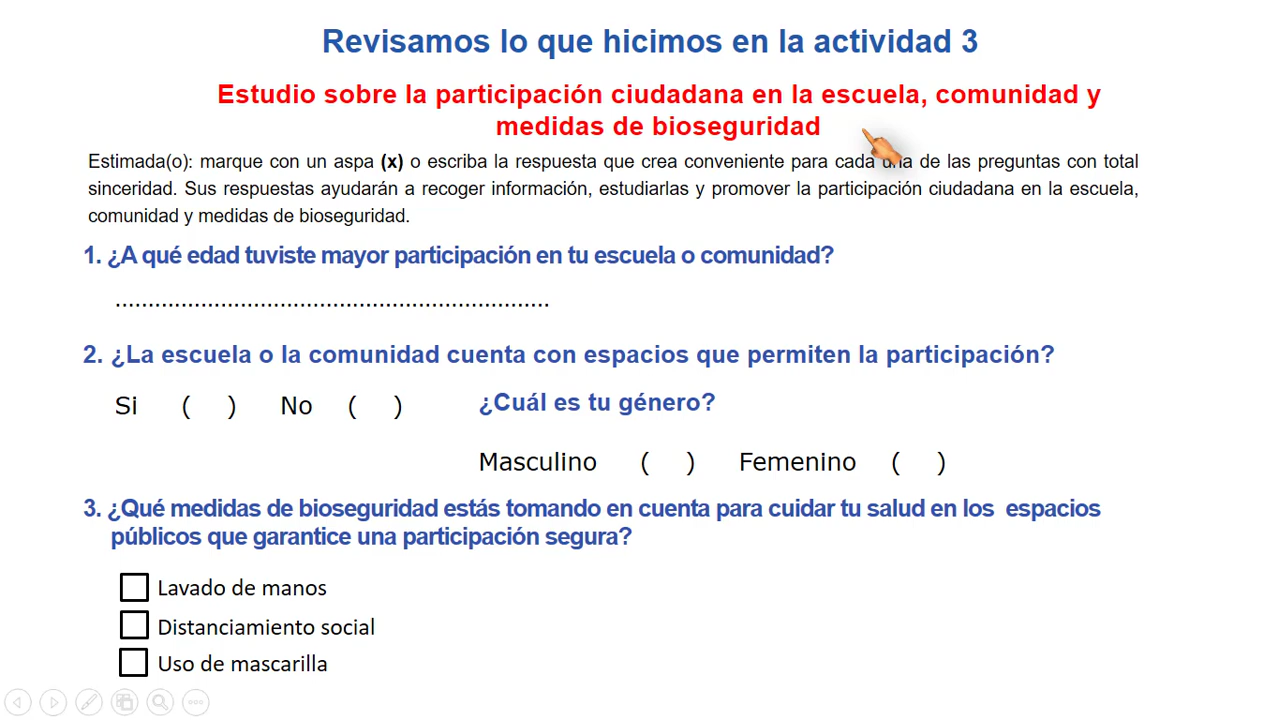 Revisamos lo que hicimos en la actividad 3
Estudio sobre la participación ciudadana en la escuela, comunidad y
medidas de bioseguridad
Estimada(o): marque con un aspa (x) o escriba la respuesta que crea conveniente para cada una de las preguntas con total
sinceridad. Sus respuestas ayudarán a recoger información, estudiarlas y promover la participación ciudadana en la escuela,
comunidad y medidas de bioseguridad.
1. ¿A qué edad tuviste mayor participación en tu escuela o comunidad?
..................................................................
2. ¿La escuela o la comunidad cuenta con espacios que permiten la participación?
Si ( ) No ( )
¿Cuál es tu género?
Masculino ( ) Femenino ( )
3. ¿Qué medidas de bioseguridad estás tomando en cuenta para cuidar tu salud en los espacios
públicos que garantice una participación segura?
Lavado de manos
Distanciamiento social
Uso de mascarilla